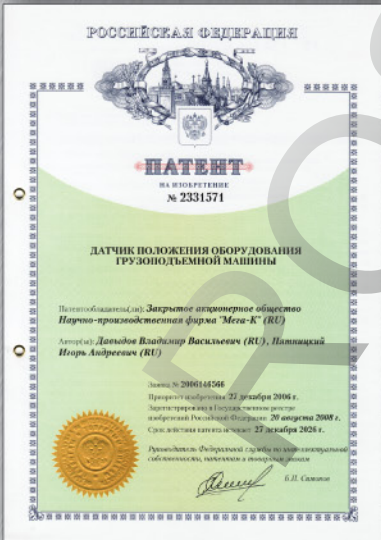 РОССИЙСКАЯ ФЕДЕРАЦИЯ
ПАТЕНТ
НА ИЗОБРЕТЕНИЕ
№ 2331571
ДАТЧИК ПОЛОЖЕНИЯ ОБОРУДОВАНИЯ
ГРУЗОПОДЪЕМНОЙ МАШИНЫ
Патентообладатель(ли): Закрытое акционерное общество
Научно-производственная фирма "Мега-К" (RU)
Автор(ы): Давыдов Владимир Васильевич (RU), Пятницкий
Игорь Андреевич (RU)
Заявка № 2006146566
Приоритет изобретения 27 декабря 2006 г.
Зарегистрировано в Государственном реестре
изобретений Российской Федерации 20 августа 2008 г.
Срок действия патента истекает 27 декабря 2026 г.
Руководитель Федеральной службы по интеллектуальной
собственности, патентам и товарным знакам
Б.П. Симонов